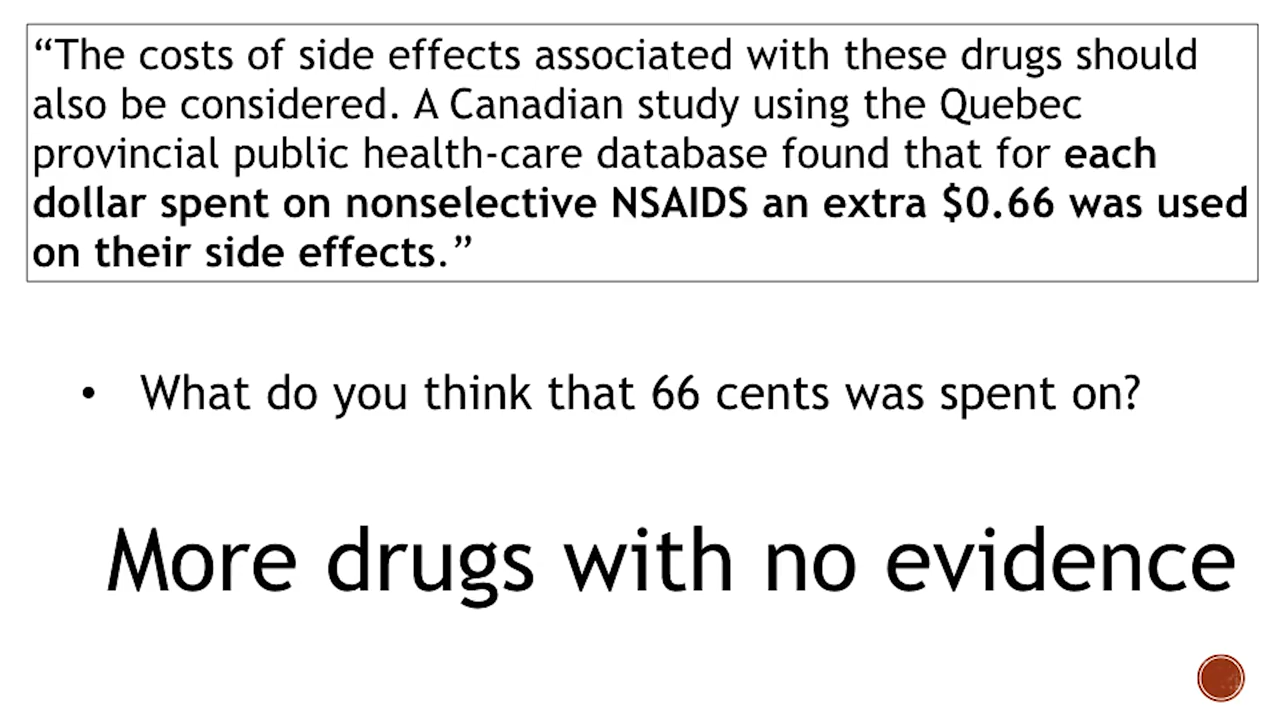 “The costs of side effects associated with these drugs should
also be considered. A Canadian study using the Quebec
provincial public health-care database found that for each
dollar spent on nonselective NSAIDS an extra $0.66 was used
on their side effects.”
• What do you think that 66 cents was spent on?
More drugs with no evidence